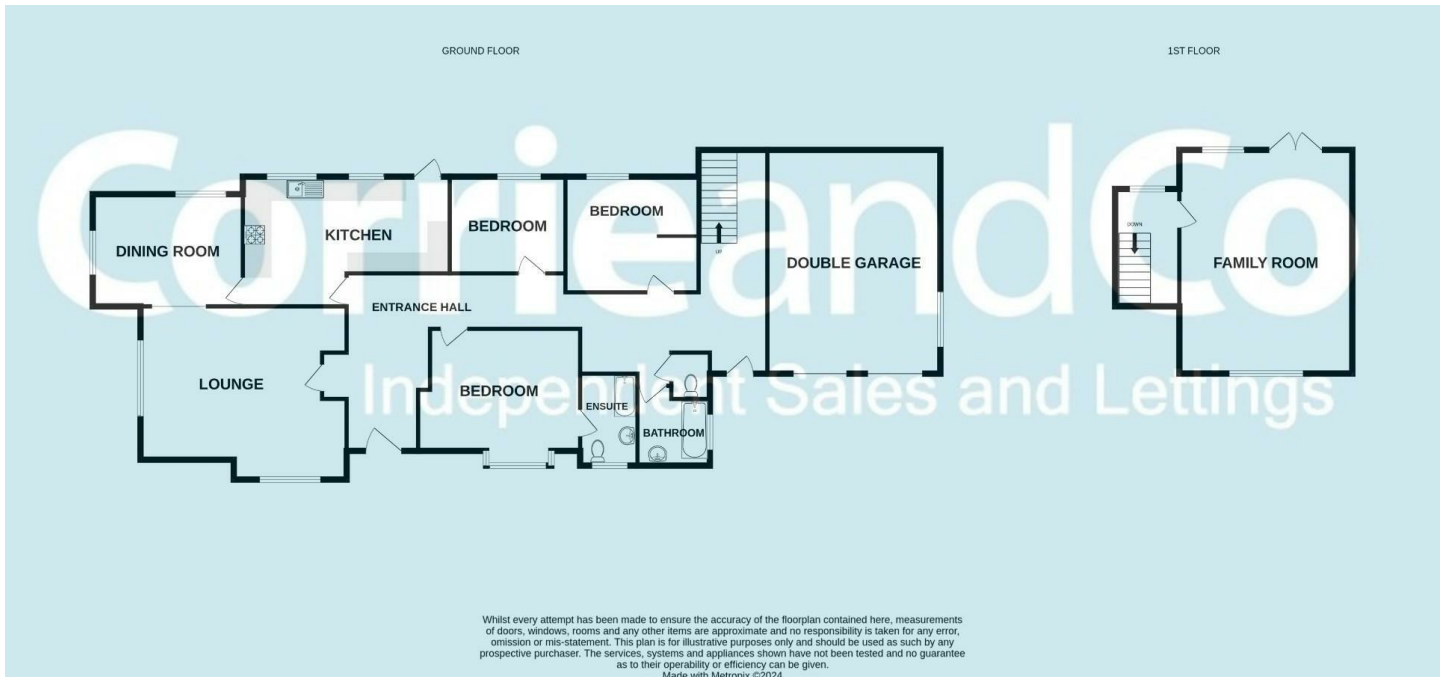 GROUND FLOOR
1ST FLOOR
CorrieandCo
Independent Sales and Lettings
DINING ROOM
KITCHEN
BEDROOM
BEDROOM
UP
DOUBLE GARAGE
DOWN
FAMILY ROOM
ENTRANCE HALL
LOUNGE
BEDROOM
ENSUITE
BATHROOM
Whilst every attempt has been made to ensure the accuracy of the floorplan contained here, measurements
of doors, windows, rooms and any other items are approximate and no responsibility is taken for any error,
omission or mis-statement. This plan is for illustrative purposes only and should be used as such by any
prospective purchaser. The services, systems and appliances shown have not been tested and no guarantee
as to their operability or efficiency can be given.
Made with Metropix ©2024